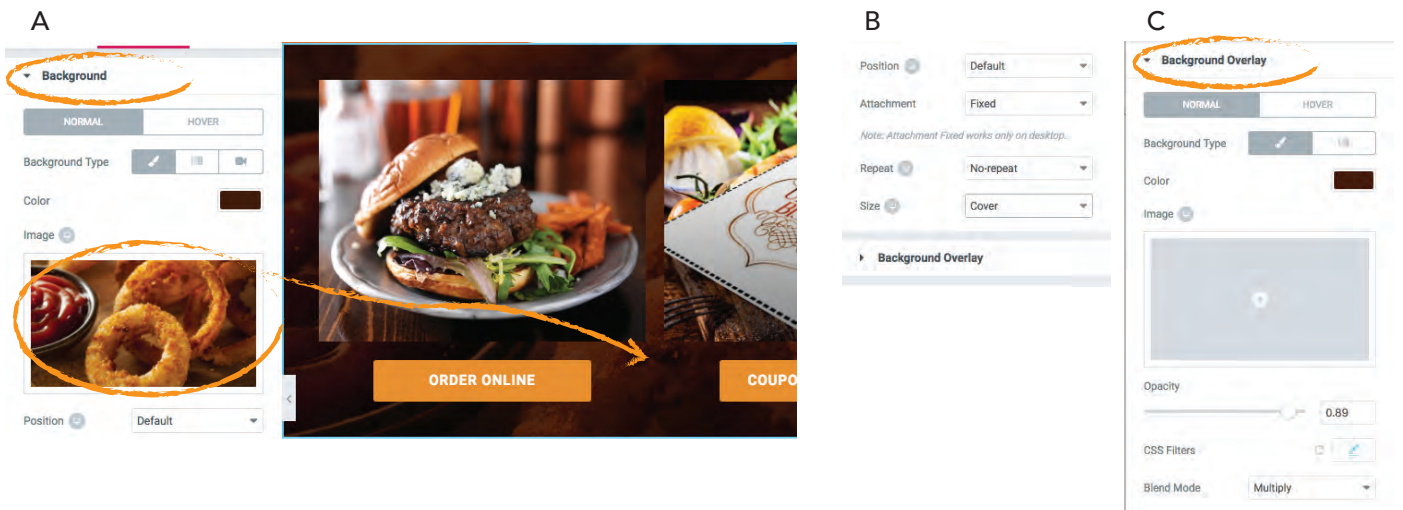 A
Background
NORMAL HOVER
Background Type
Color
Image
Position Default
ORDER ONLINE
COUPO
B
Position Default
Attachment Fixed
Note: Attachment Fixed works only on desktop.
Repeat No-repeat
Size Cover
Background Overlay
C
Background Overlay
NORMAL HOVER
Background Type
Color
Image
Opacity
0.89
CSS Filters
Blend Mode Multiply